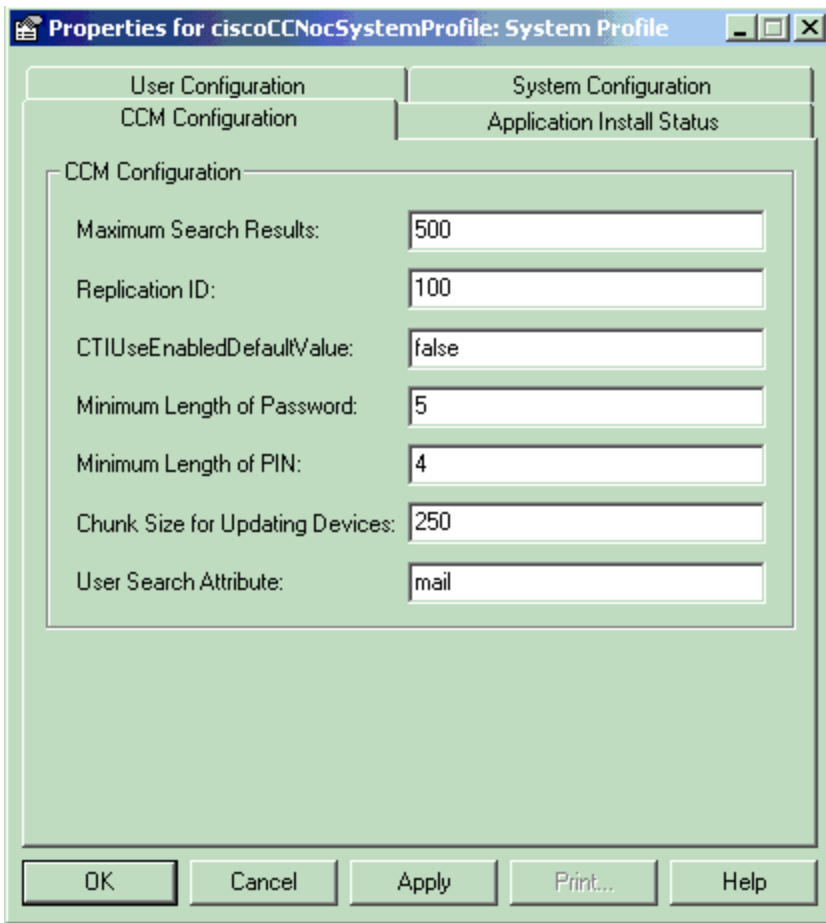 Properties for ciscoCCNocSystemProfile: System Profile
User Configuration
System Configuration
CCM Configuration
Application Install Status
CCM Configuration
Maximum Search Results: 500
Replication ID: 100
CTIUseEnabledDefaultValue: false
Minimum Length of Password: 5
Minimum Length of PIN: 4
Chunk Size for Updating Devices: 250
User Search Attribute: mail
OK Cancel Apply Print... Help